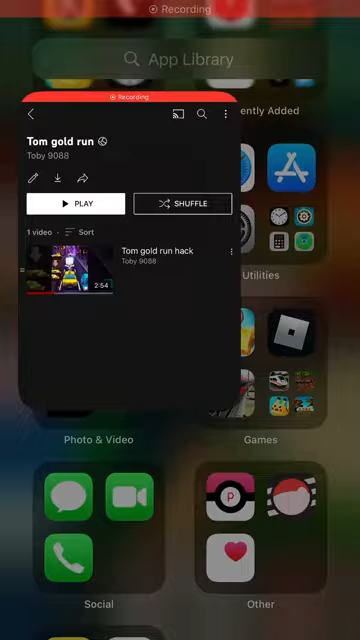 Recording
App Library
Recording
ently Added
Tom gold run
Toby 9088
PLAY
SHUFFLE
1 video · Sort
Tom gold run hack
Toby 9088
2:54
Utilities
Photo & Video
Games
P
Social
Other